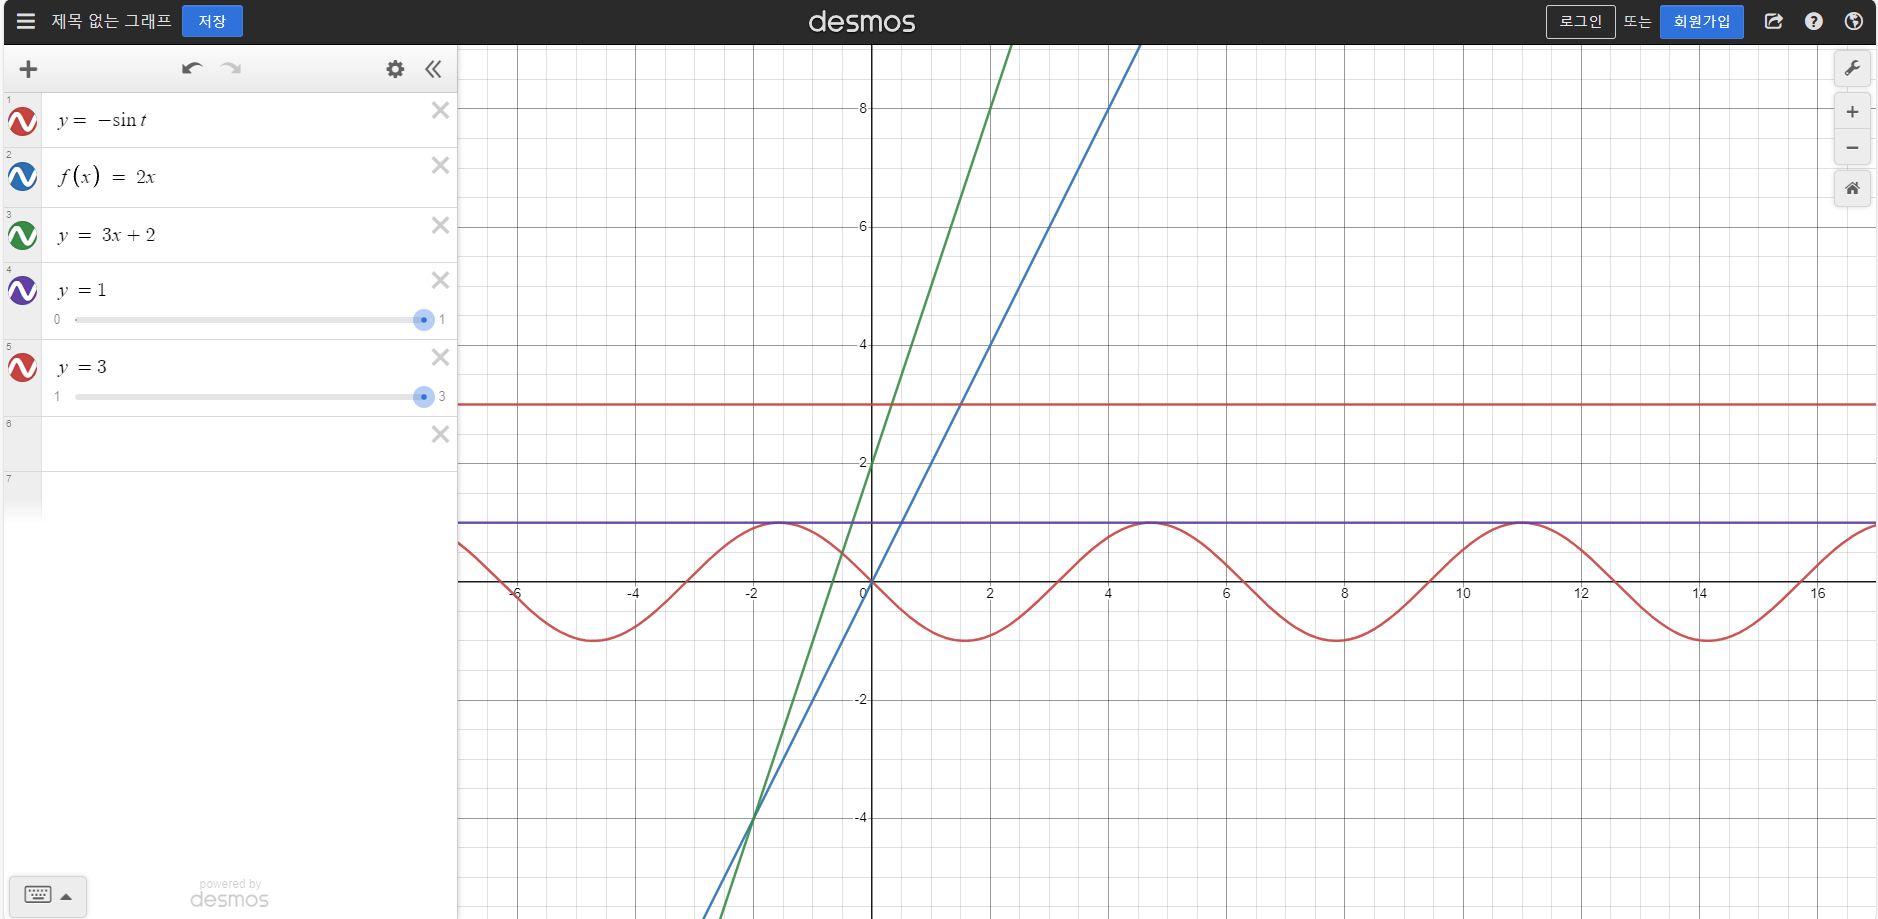 제목 없는 그래프 저장 desmos 로그인 또는 회원가입
1
y = −sin t
2
f(x) = 2x
3
y = 3x + 2
4
y = 1
0 1
5
y = 3
1 3
6
7
8
6
4
2
-6 -4 -2 0 2 4 6 8 10 12 14 16
-2
-4
powered by
desmos